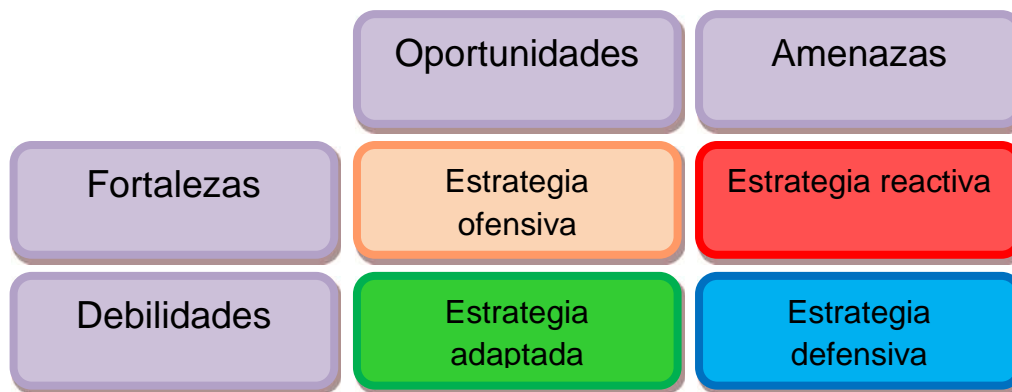 Oportunidades
Amenazas
Fortalezas
Estrategia
ofensiva
Estrategia reactiva
Debilidades
Estrategia
adaptada
Estrategia
defensiva